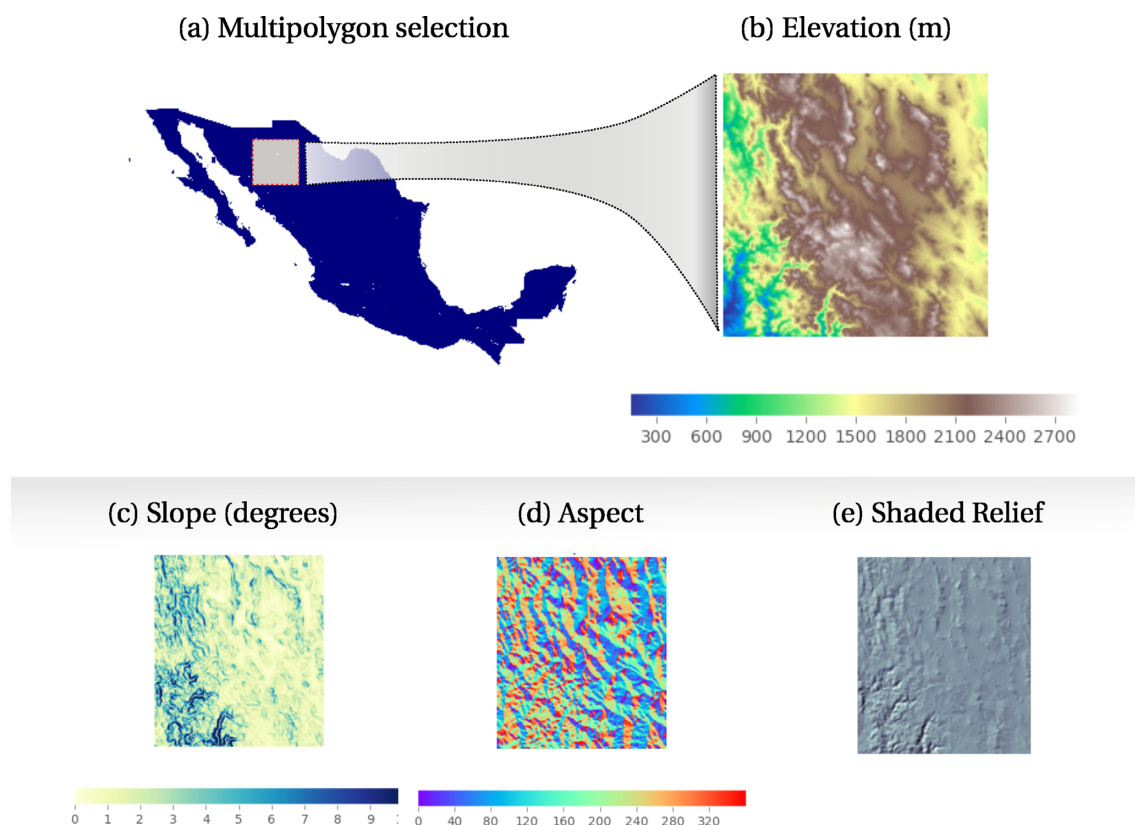 (a) Multipolygon selection
(b) Elevation (m)
300 600 900 1200 1500 1800 2100 2400 2700
(c) Slope (degrees)
(d) Aspect
(e) Shaded Relief
0 1 2 3 4 5 6 7 8 9
0 40 80 120 160 200 240 280 320